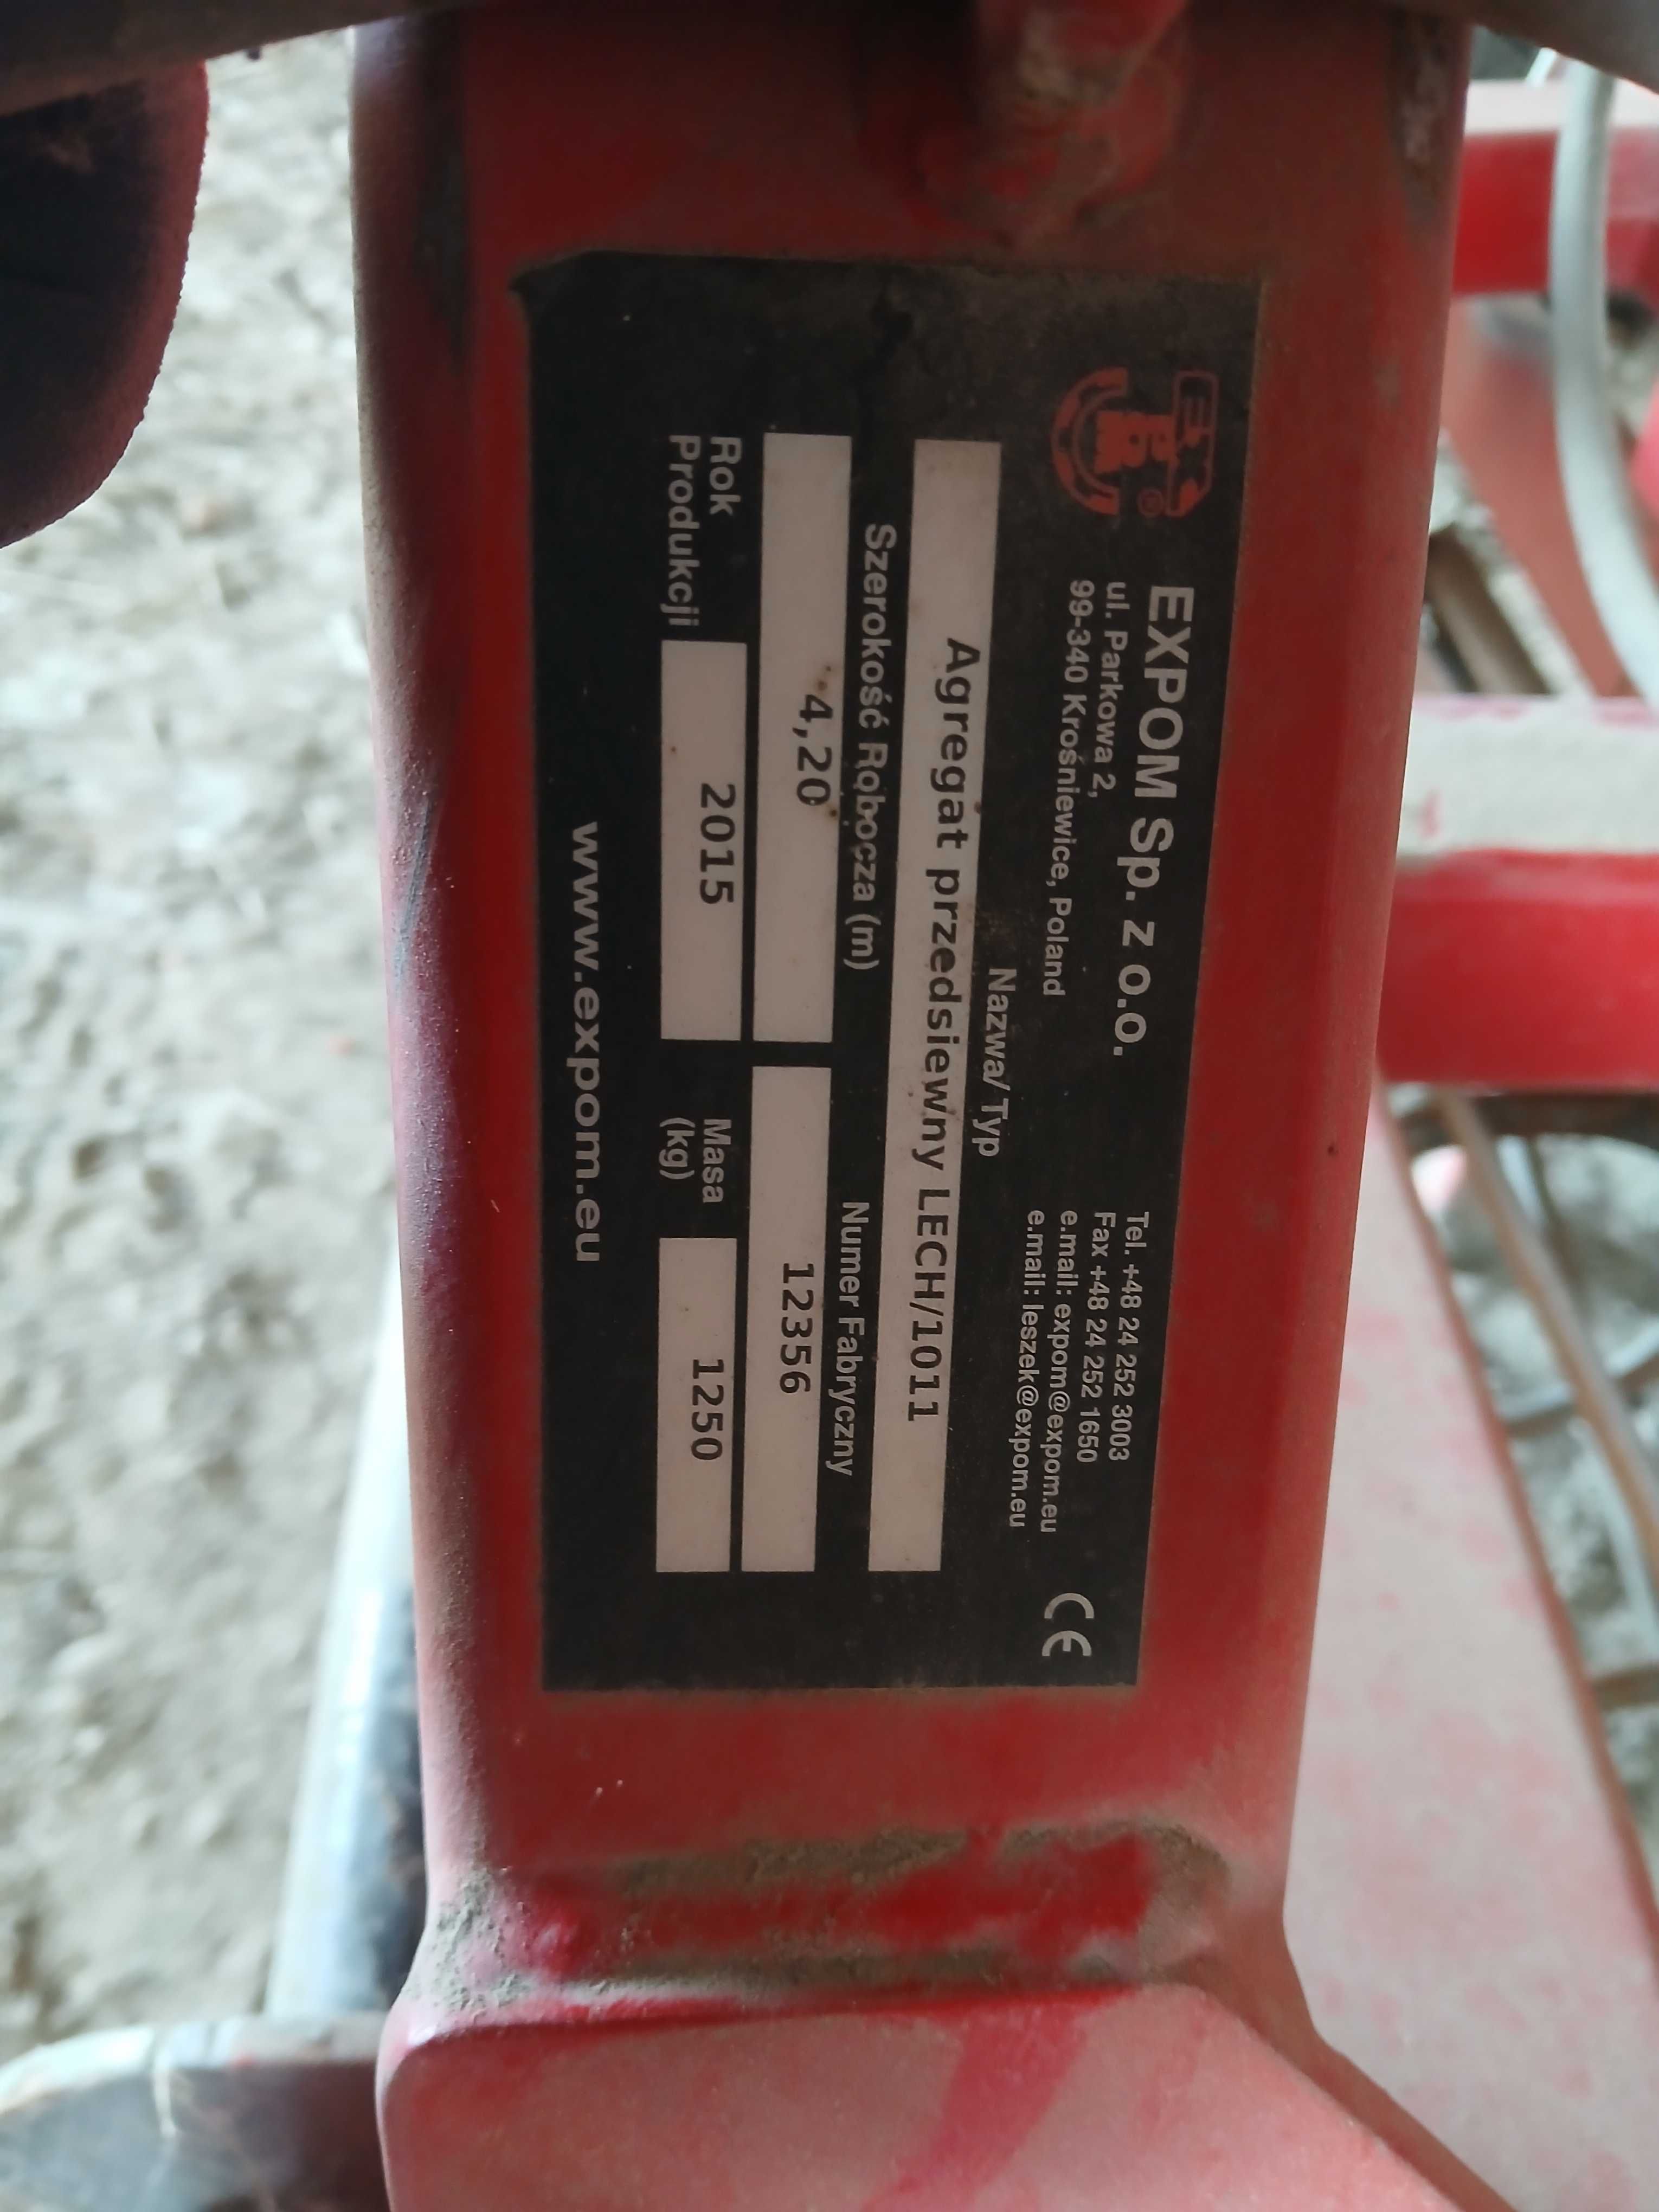 EXB®
EXPOM Sp. z o.o.
ul. Parkowa 2,
99-340 Krośniewice, Poland
Tel. +48 24 252 3003
Fax +48 24 252 1650
e.mail: expom@expom.eu
e.mail: leszek@expom.eu
CE
Nazwa/ Typ
Agregat przedsiewny LECH/1011
Szerokość Robocza (m)
Numer Fabryczny
4,20
12356
Rok
Produkcji
2015
Masa
(kg)
1250
www.expom.eu